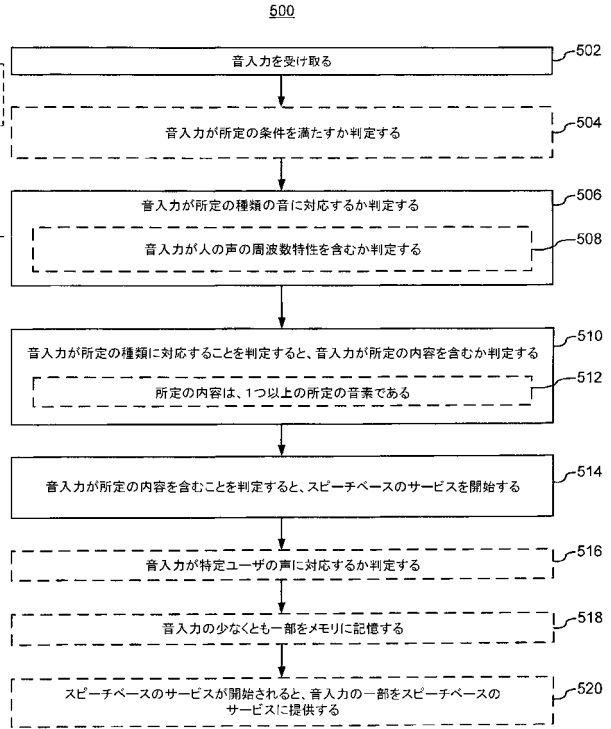 500
音入力を受け取る
502
音入力が所定の条件を満たすか判定する
504
音入力が所定の種類の音に対応するか判定する
506
音入力が人の声の周波数特性を含むか判定する
508
音入力が所定の種類に対応することを判定すると、音入力が所定の内容を含むか判定する
510
所定の内容は、1つ以上の所定の音素である
512
音入力が所定の内容を含むことを判定すると、スピーチベースのサービスを開始する
514
音入力が特定ユーザの声に対応するか判定する
516
音入力の少なくとも一部をメモリに記憶する
518
スピーチベースのサービスが開始されると、音入力の一部をスピーチベースの
サービスに提供する
520